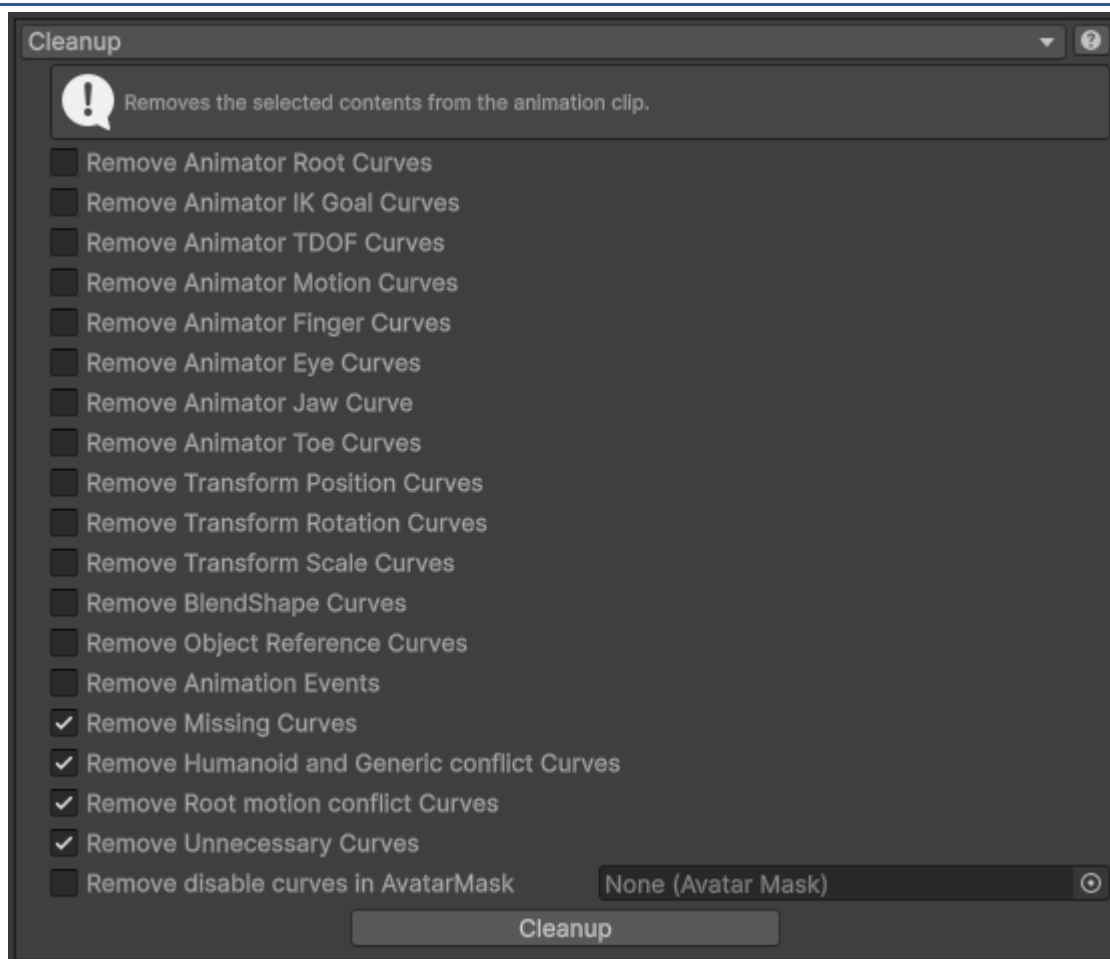 Cleanup
Removes the selected contents from the animation clip.
Remove Animator Root Curves
Remove Animator IK Goal Curves
Remove Animator TDOF Curves
Remove Animator Motion Curves
Remove Animator Finger Curves
Remove Animator Eye Curves
Remove Animator Jaw Curve
Remove Animator Toe Curves
Remove Transform Position Curves
Remove Transform Rotation Curves
Remove Transform Scale Curves
Remove BlendShape Curves
Remove Object Reference Curves
Remove Animation Events
Remove Missing Curves
Remove Humanoid and Generic conflict Curves
Remove Root motion conflict Curves
Remove Unnecessary Curves
Remove disable curves in AvatarMask None (Avatar Mask)
Cleanup